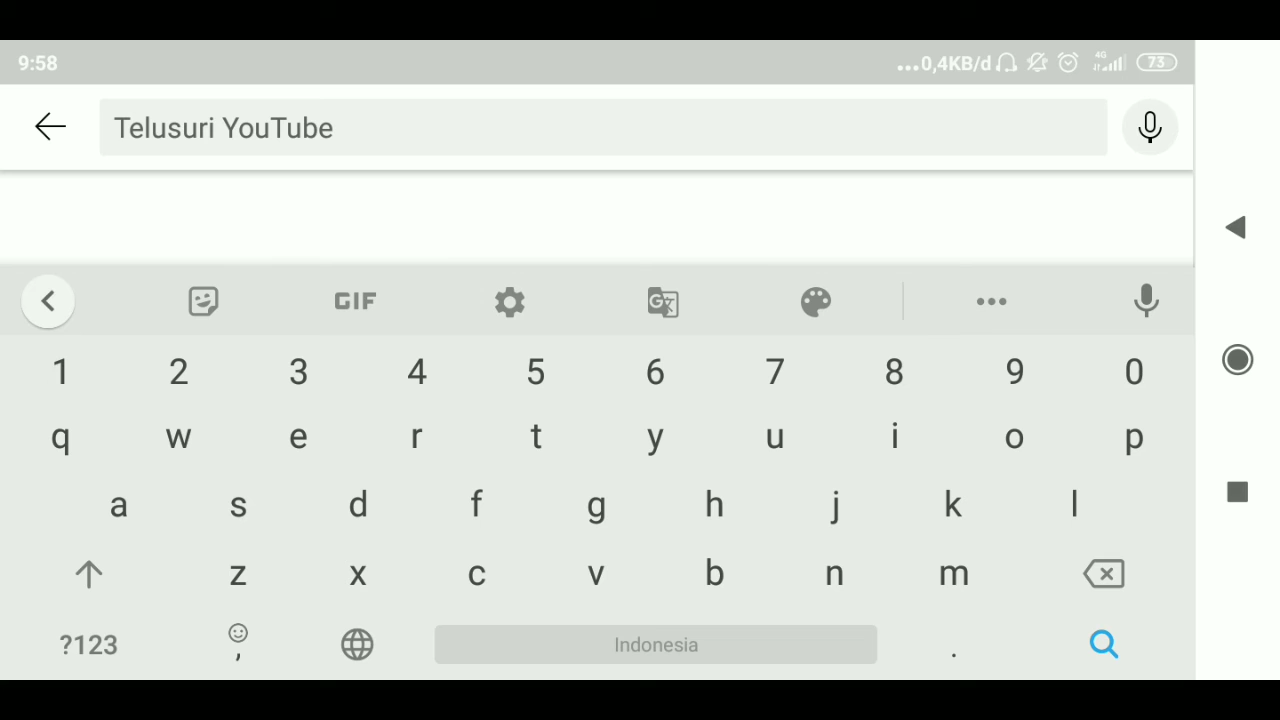 9:58 ...0,4KB/d 4G 73
Telusuri YouTube
GIF G
1 2 3 4 5 6 7 8 9 0
q w e r t y u i o p
a s d f g h j k l
z x c v b n m
?123 , Indonesia .